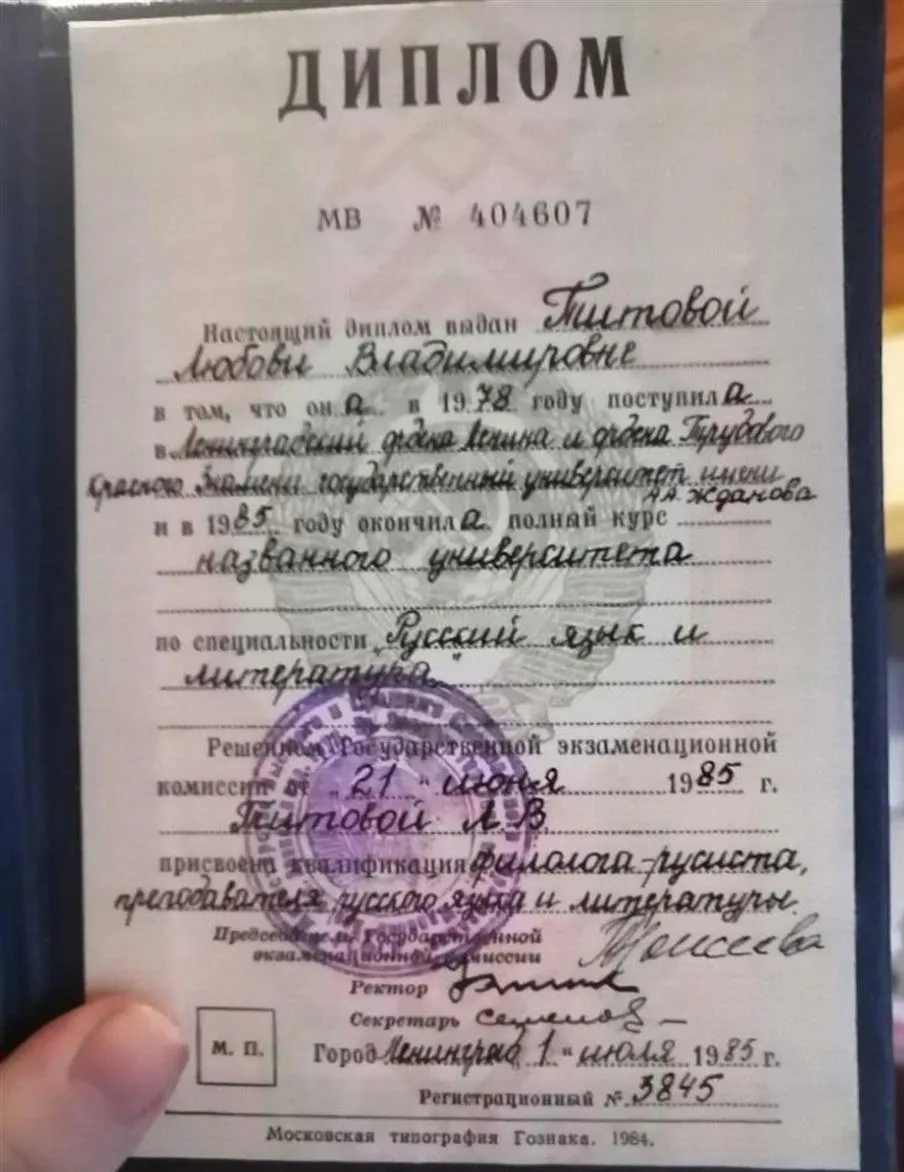 ДИПЛОМ
МВ № 404607
Настоящий диплом выдан Титовой
Любови Владимировне
в том, что он а в 1978 году поступила
в Ленинградский ордена Ленина и ордена Трудового
Красного Знамени государственный университет имени
А.А. Жданова
и в 1985 году окончила полный курс
названного университета
по специальности „Русский язык и
литература"
Решением Государственной экзаменационной
комиссии от „21" июня 1985 г.
Титовой Л. В.
присвоена квалификация филолога-русиста,
преподавателя русского языка и литературы.
Председатель Государственной
экзаменационной комиссии Моисеева
Ректор
Секретарь Семенов
М. П.
Город Ленинград, 1 " июля 1985 г.
Регистрационный № 3845
Московская типография Гознака. 1984.